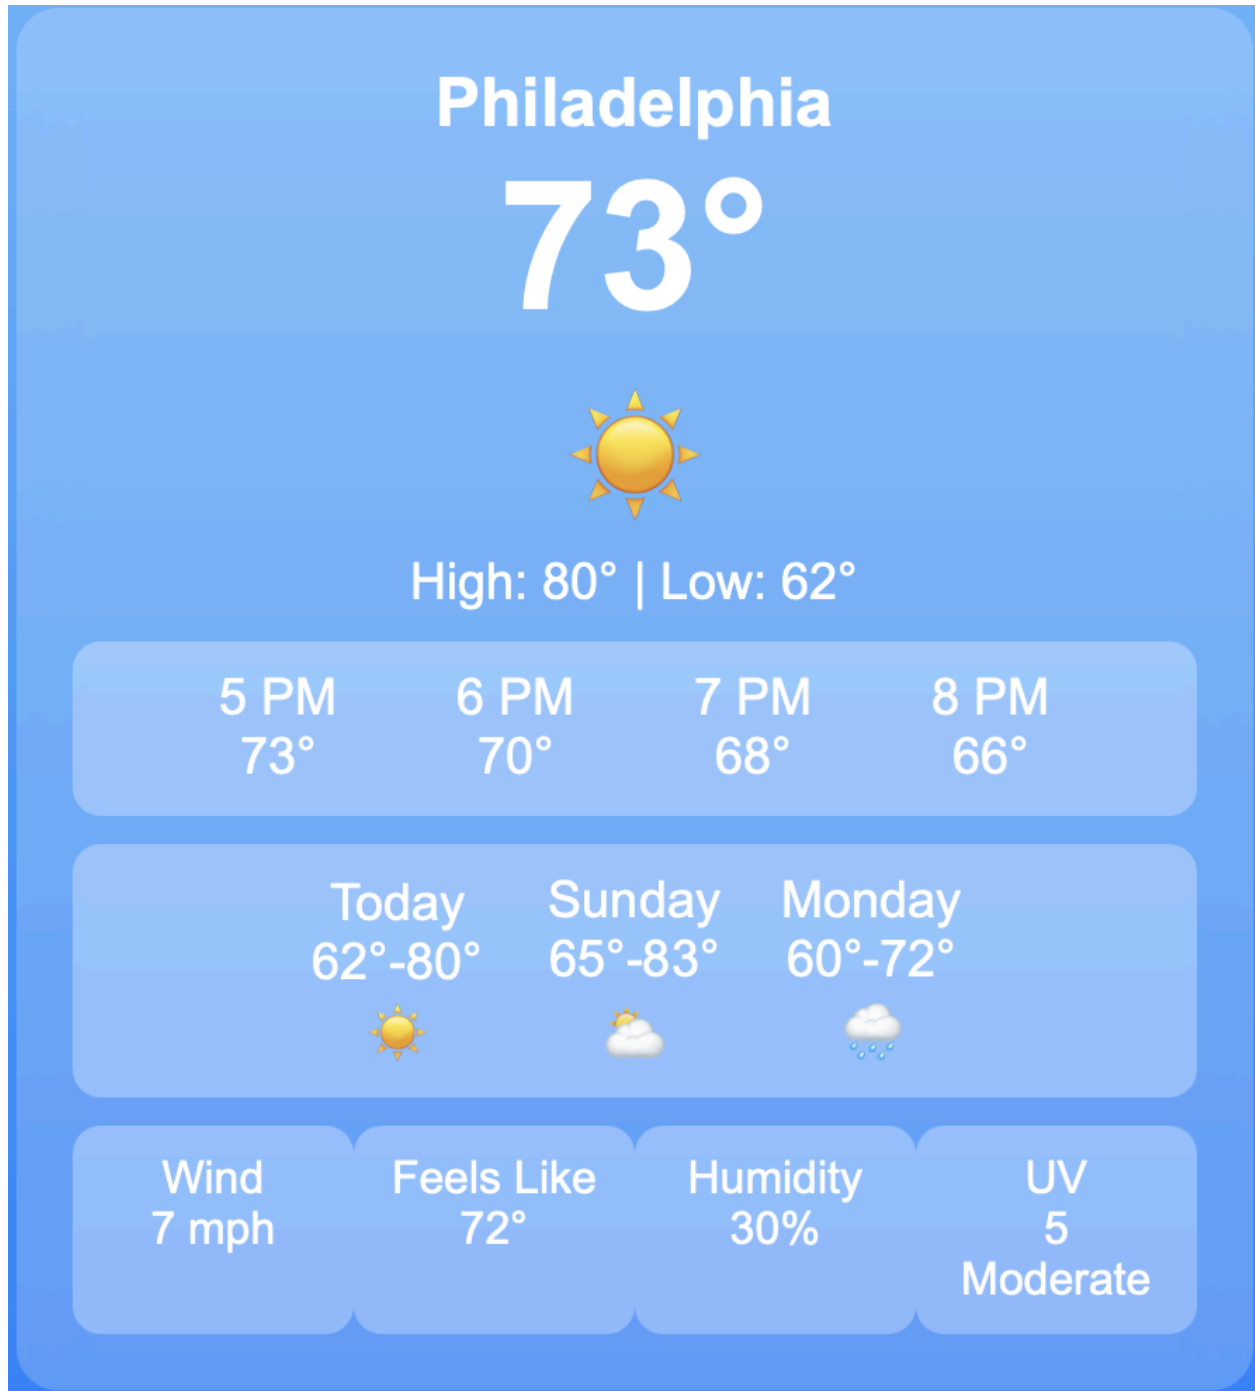 Philadelphia
73°
High: 80° | Low: 62°
5 PM 6 PM 7 PM 8 PM
73° 70° 68° 66°
Today Sunday Monday
62°-80° 65°-83° 60°-72°
Wind Feels Like Humidity UV
7 mph 72° 30% 5
Moderate